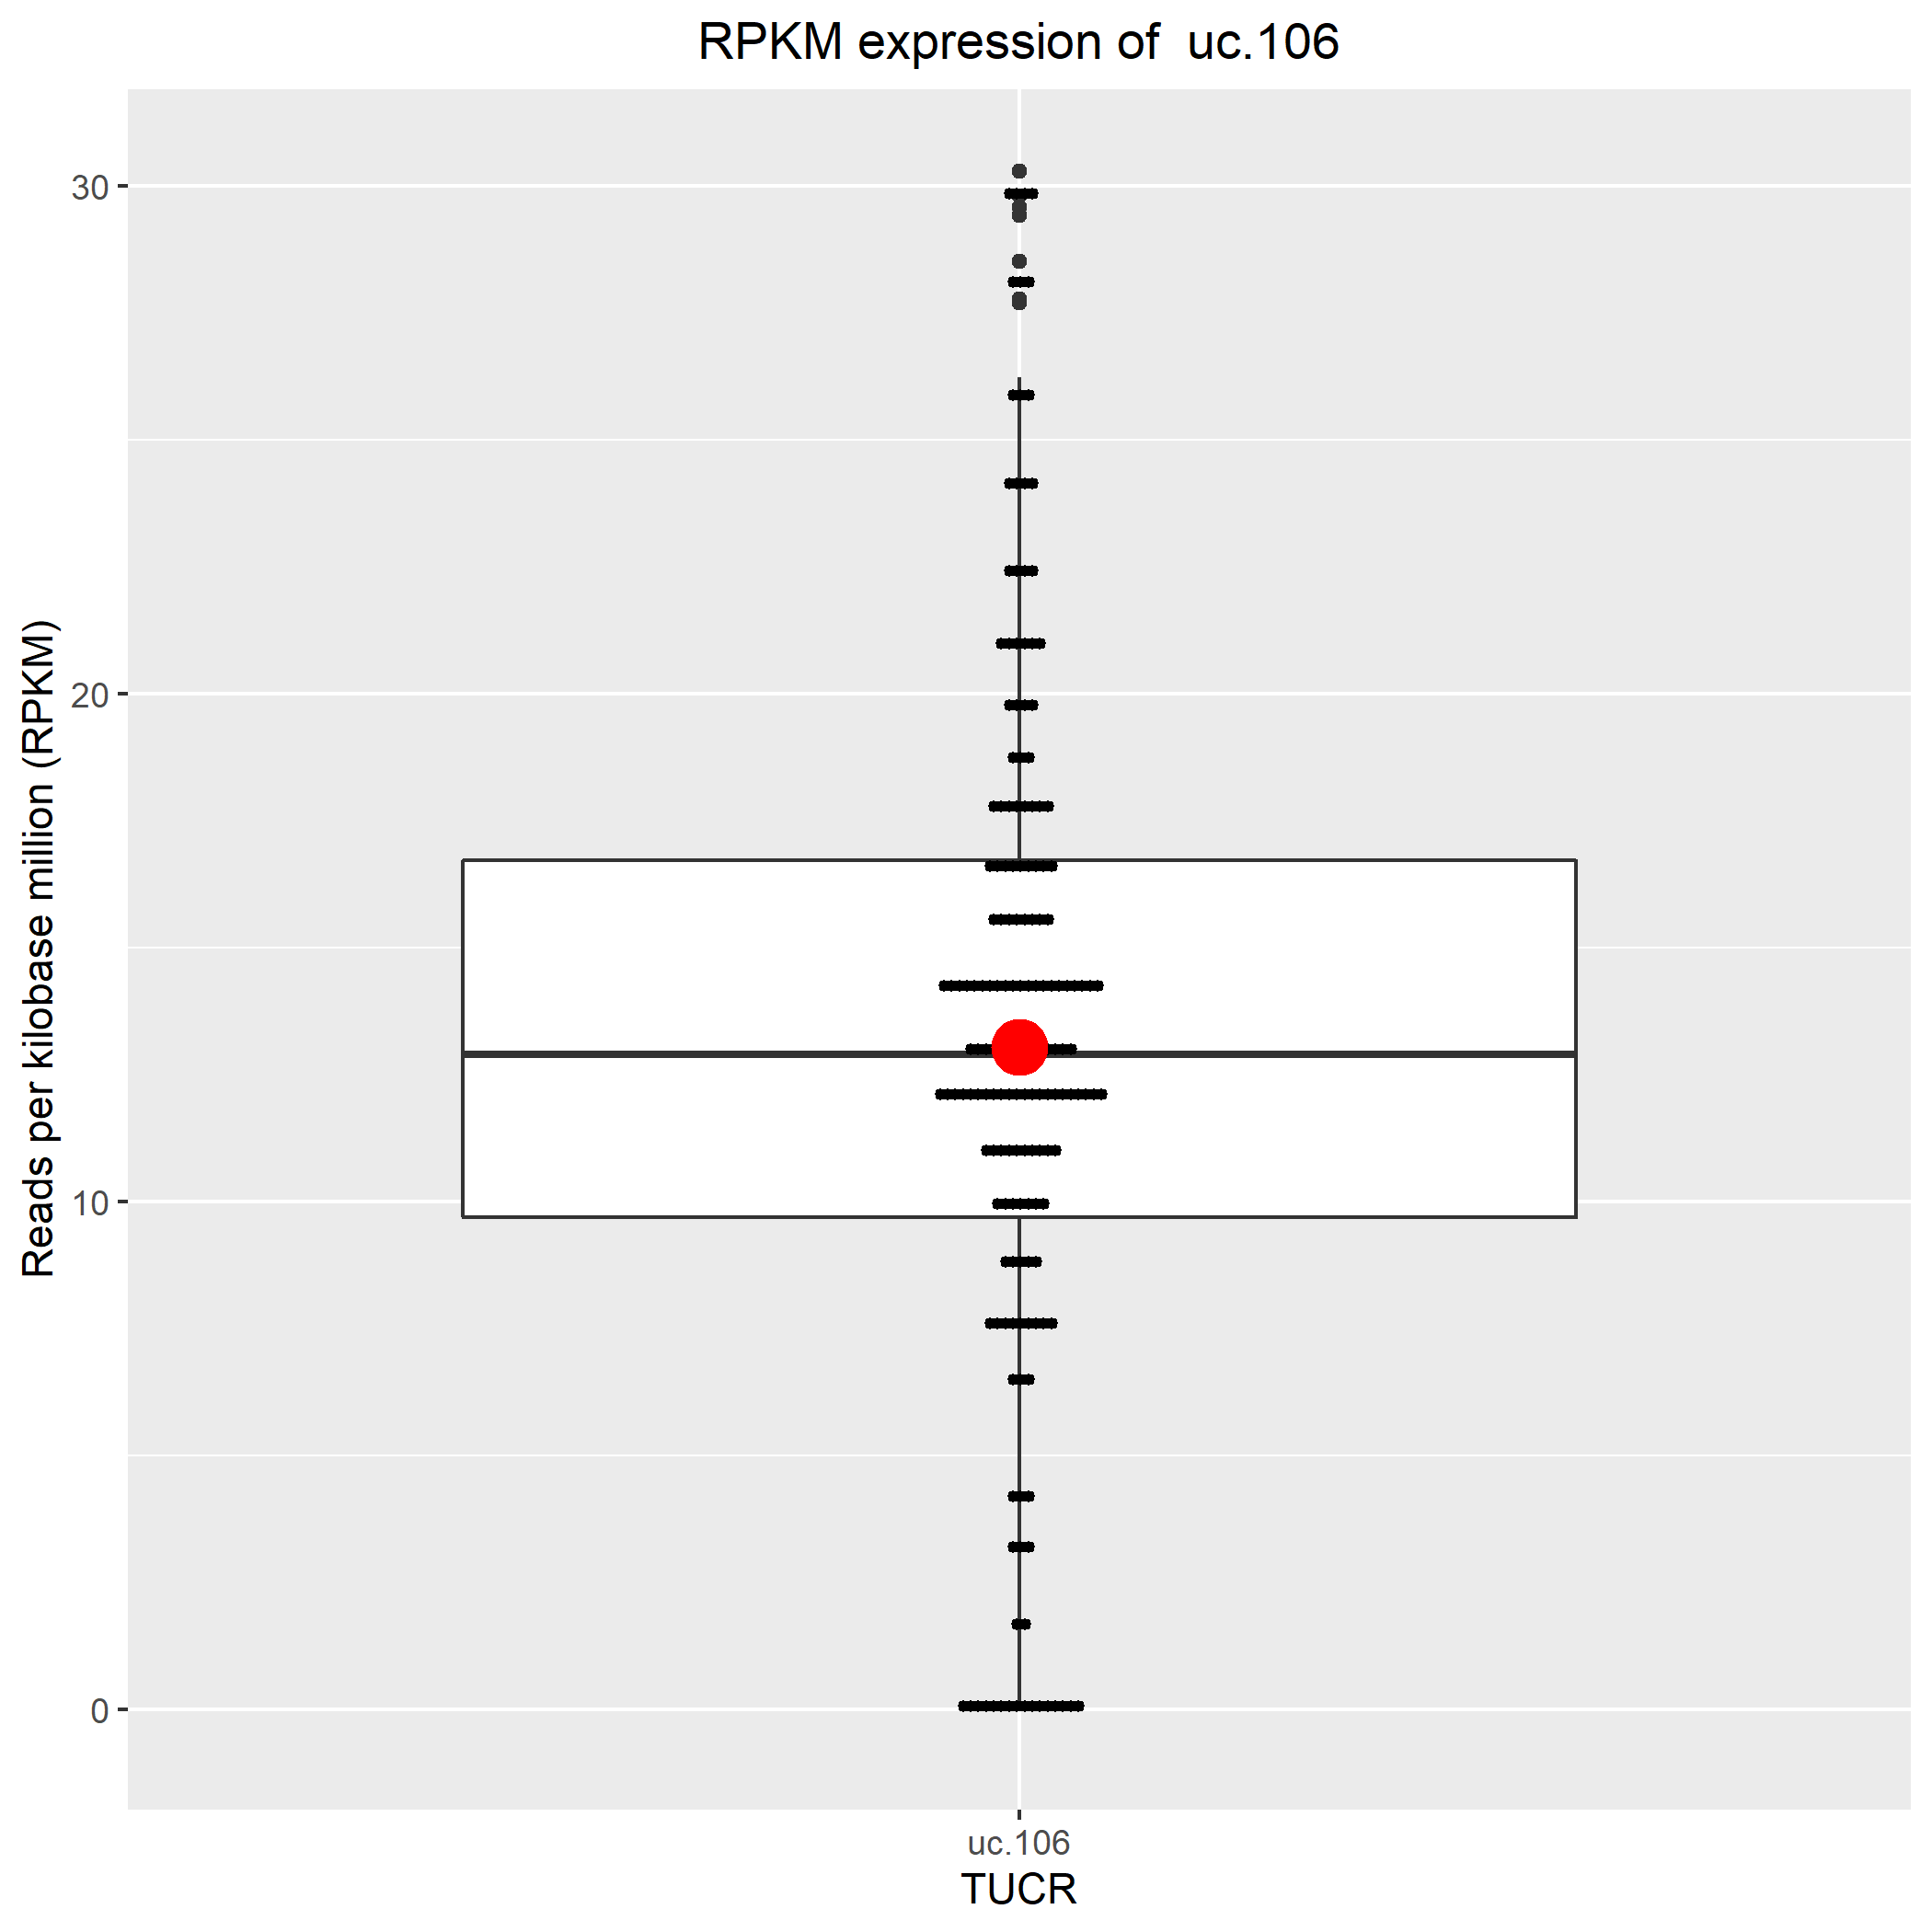 RPKM expression of  uc.106
Reads per kilobase million (RPKM)
30
20
10
0
uc.106
TUCR